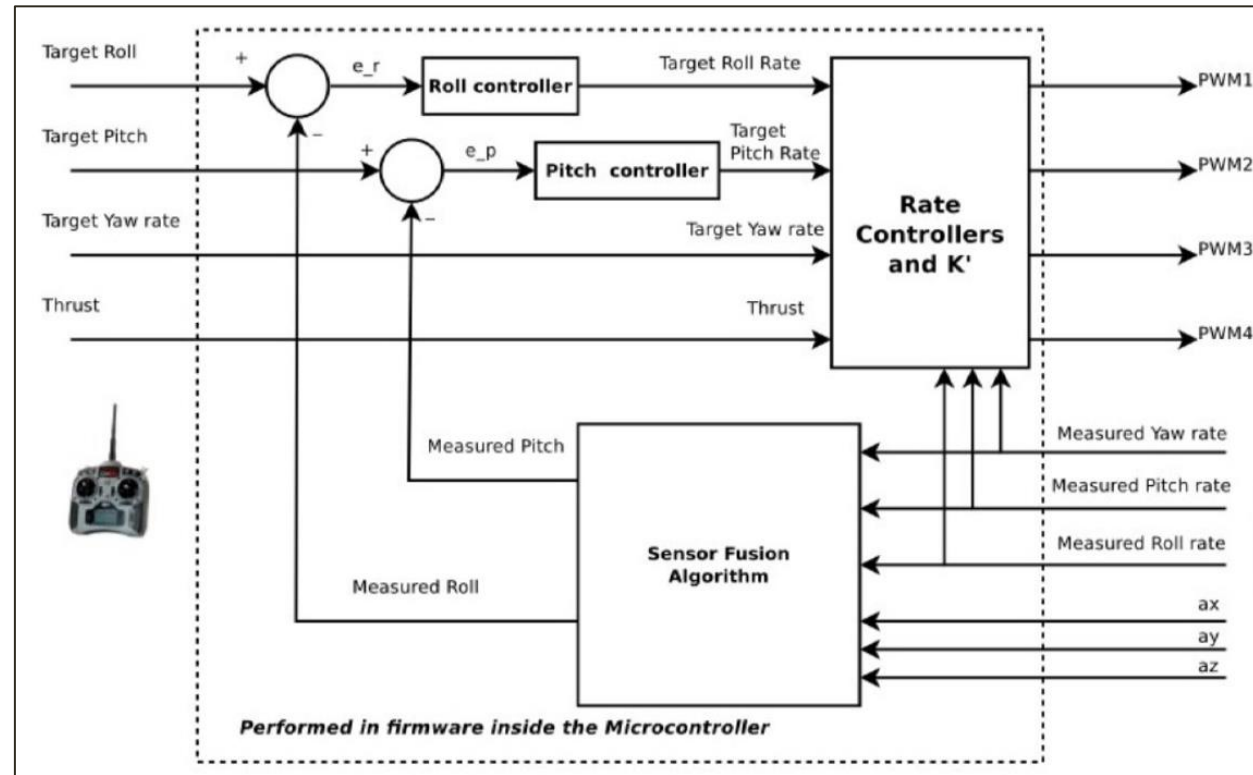 Target Roll
+
e_r
Roll controller
Target Roll Rate
PWM1
–
Target Pitch
+
e_p
Pitch controller
Target
Pitch Rate
PWM2
–
Rate
Controllers
and K'
Target Yaw rate
Target Yaw rate
PWM3
Thrust
Thrust
PWM4
Measured Pitch
Measured Yaw rate
Measured Pitch rate
Sensor Fusion
Algorithm
Measured Roll rate
Measured Roll
ax
ay
az
Performed in firmware inside the Microcontroller